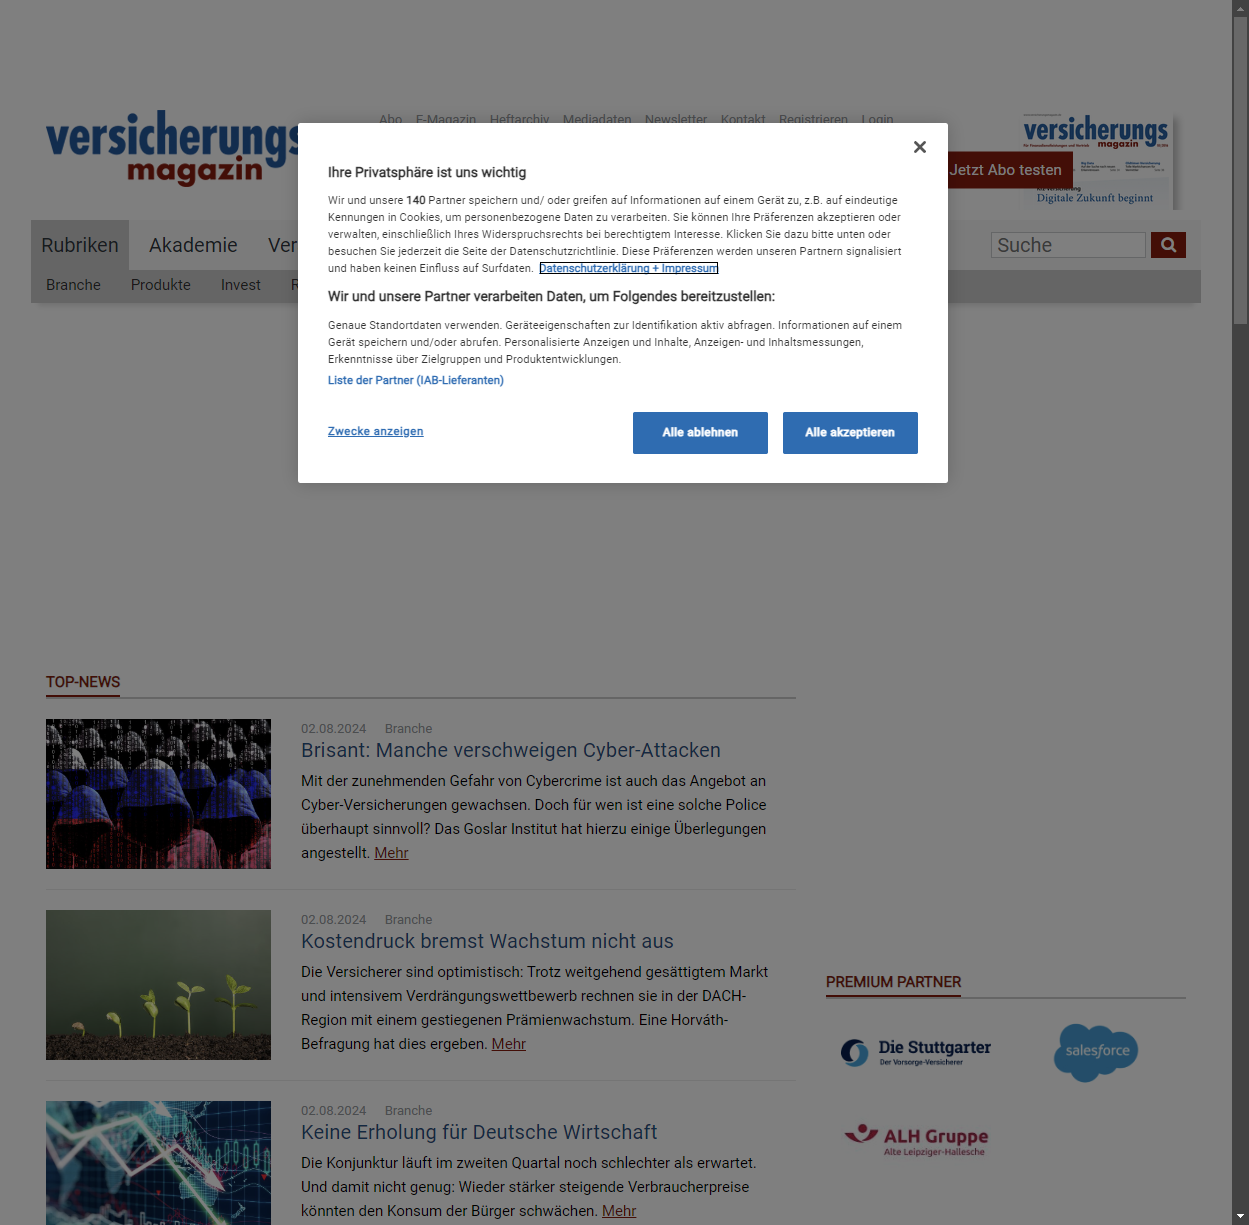 Abo E-Magazin Heftarchiv Mediadaten Newsletter Kontakt Registrieren Login
versicherungs
magazin
versicherungs
magazin
Jetzt Abo testen
Digitale Zukunft beginnt
Rubriken Akademie Ver
Suche
Branche Produkte Invest R
Ihre Privatsphäre ist uns wichtig
Wir und unsere 140 Partner speichern und/ oder greifen auf Informationen auf einem Gerät zu, z.B. auf eindeutige
Kennungen in Cookies, um personenbezogene Daten zu verarbeiten. Sie können Ihre Präferenzen akzeptieren oder
verwalten, einschließlich Ihres Widerspruchsrechts bei berechtigtem Interesse. Klicken Sie dazu bitte unten oder
besuchen Sie jederzeit die Seite der Datenschutzrichtlinie. Diese Präferenzen werden unseren Partnern signalisiert
und haben keinen Einfluss auf Surfdaten. Datenschutzerklärung + Impressum
Wir und unsere Partner verarbeiten Daten, um Folgendes bereitzustellen:
Genaue Standortdaten verwenden. Geräteeigenschaften zur Identifikation aktiv abfragen. Informationen auf einem
Gerät speichern und/oder abrufen. Personalisierte Anzeigen und Inhalte, Anzeigen- und Inhaltsmessungen,
Erkenntnisse über Zielgruppen und Produktentwicklungen.
Liste der Partner (IAB-Lieferanten)
Zwecke anzeigen
Alle ablehnen
Alle akzeptieren
TOP-NEWS
02.08.2024 Branche
Brisant: Manche verschweigen Cyber-Attacken
Mit der zunehmenden Gefahr von Cybercrime ist auch das Angebot an
Cyber-Versicherungen gewachsen. Doch für wen ist eine solche Police
überhaupt sinnvoll? Das Goslar Institut hat hierzu einige Überlegungen
angestellt. Mehr
02.08.2024 Branche
Kostendruck bremst Wachstum nicht aus
Die Versicherer sind optimistisch: Trotz weitgehend gesättigtem Markt
und intensivem Verdrängungswettbewerb rechnen sie in der DACH-
Region mit einem gestiegenen Prämienwachstum. Eine Horváth-
Befragung hat dies ergeben. Mehr
02.08.2024 Branche
Keine Erholung für Deutsche Wirtschaft
Die Konjunktur läuft im zweiten Quartal noch schlechter als erwartet.
Und damit nicht genug: Wieder stärker steigende Verbraucherpreise
könnten den Konsum der Bürger schwächen. Mehr
PREMIUM PARTNER
Die Stuttgarter
Der Vorsorge-Versicherer
salesforce
ALH Gruppe
Alte Leipziger-Hallesche